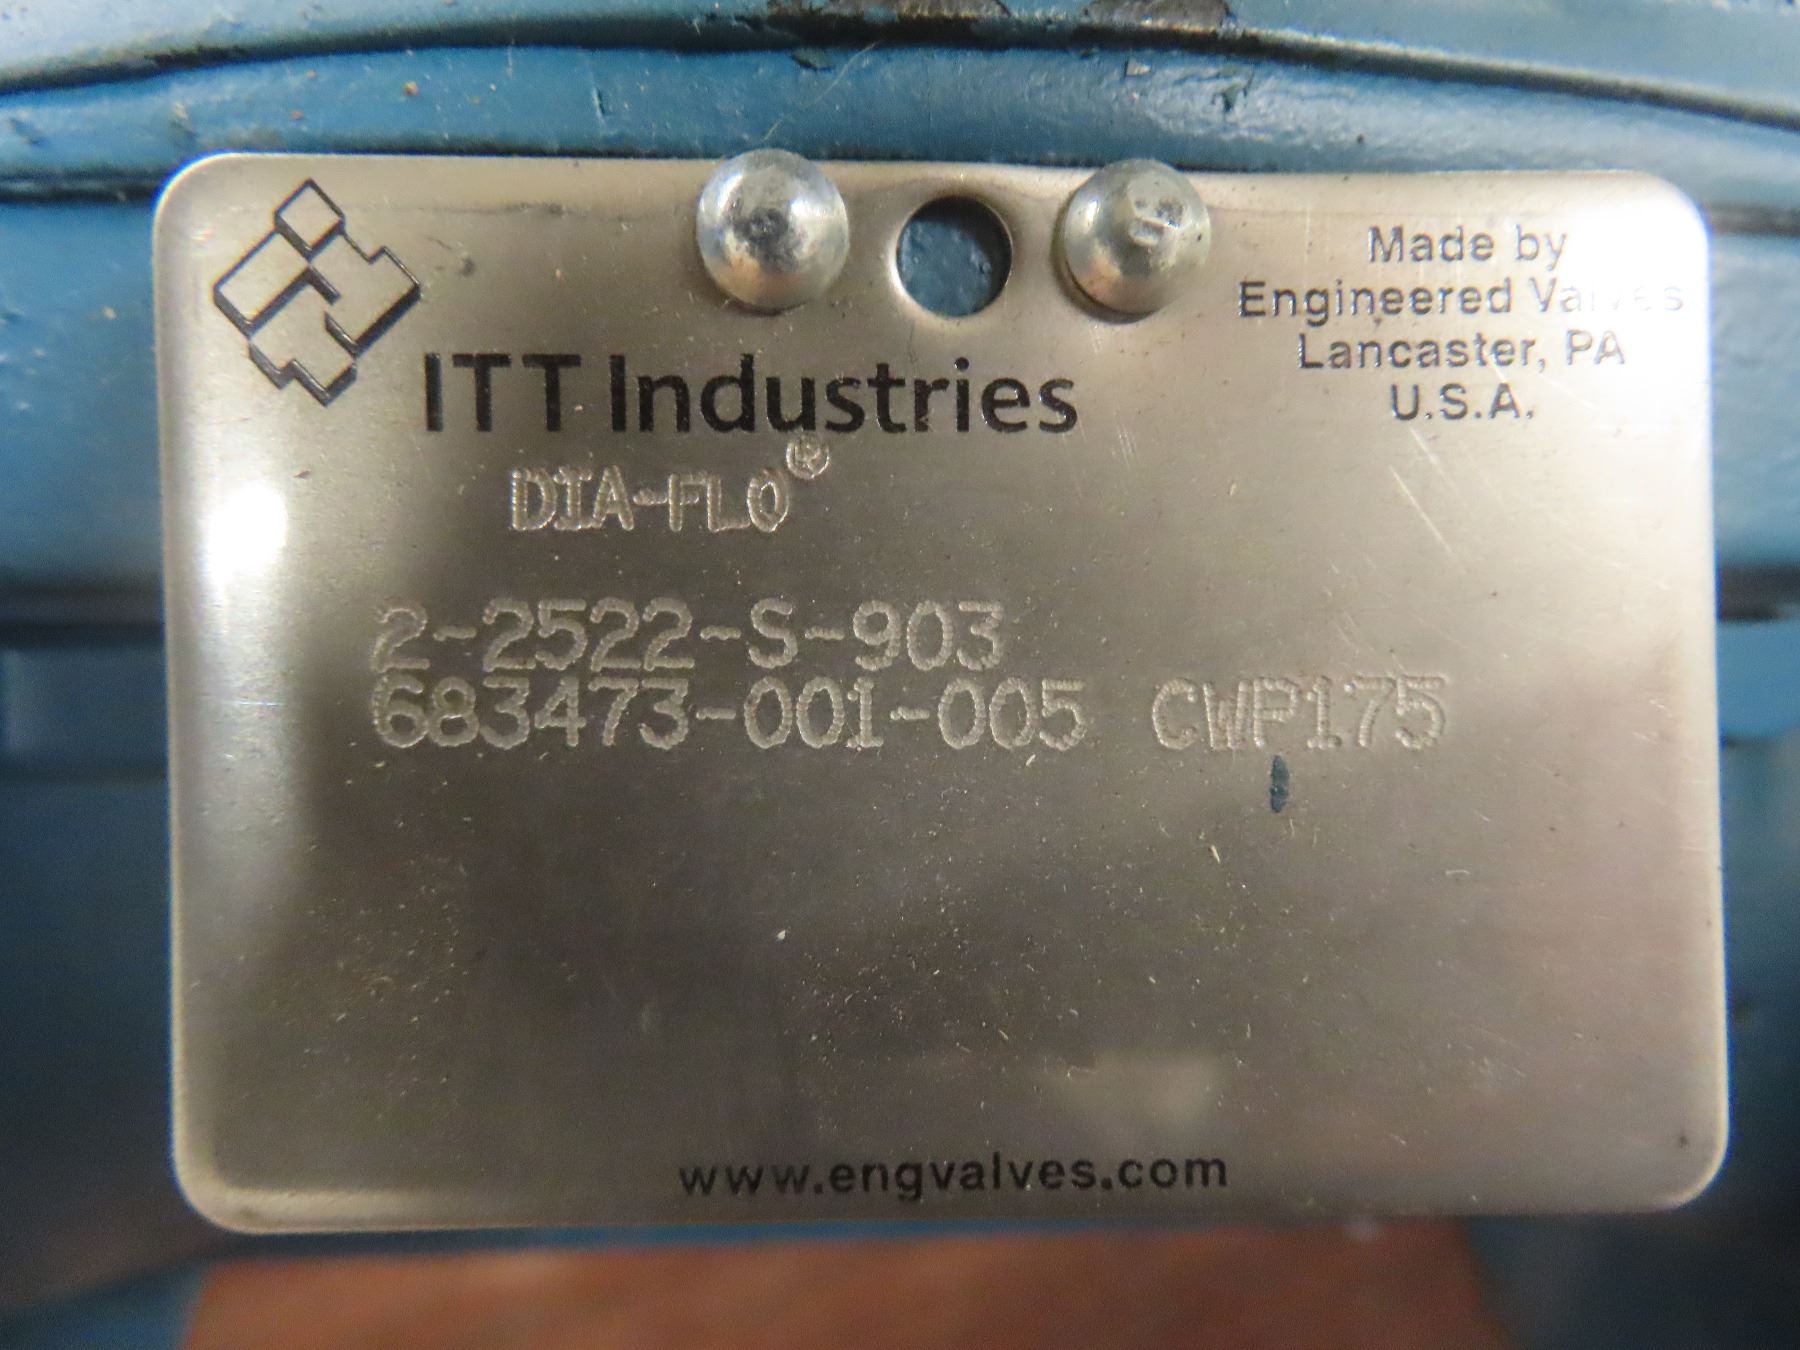 ITT Industries
Made by
Engineered Valves
Lancaster, PA
U.S.A.
DIA-FLO®
2-2522-S-903
683473-001-005 CWP175
www.engvalves.com